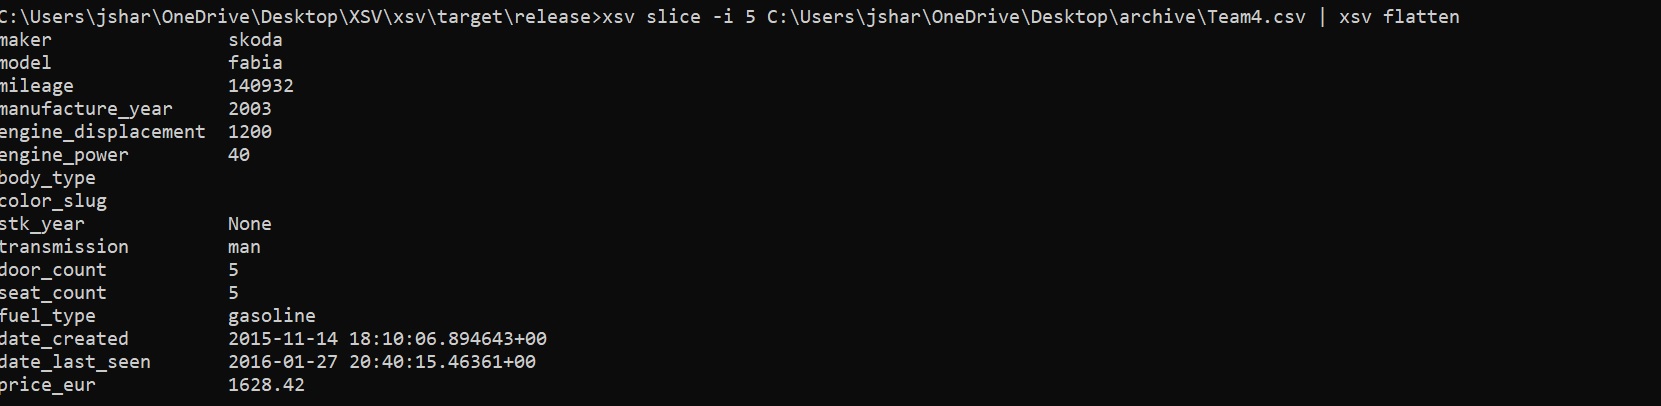 C:\Users\jshar\OneDrive\Desktop\XSV\xsv\target\release>xsv slice -i 5 C:\Users\jshar\OneDrive\Desktop\archive\Team4.csv | xsv flatten
maker skoda
model fabia
mileage 140932
manufacture_year 2003
engine_displacement 1200
engine_power 40
body_type
color_slug
stk_year None
transmission man
door_count 5
seat_count 5
fuel_type gasoline
date_created 2015-11-14 18:10:06.894643+00
date_last_seen 2016-01-27 20:40:15.46361+00
price_eur 1628.42